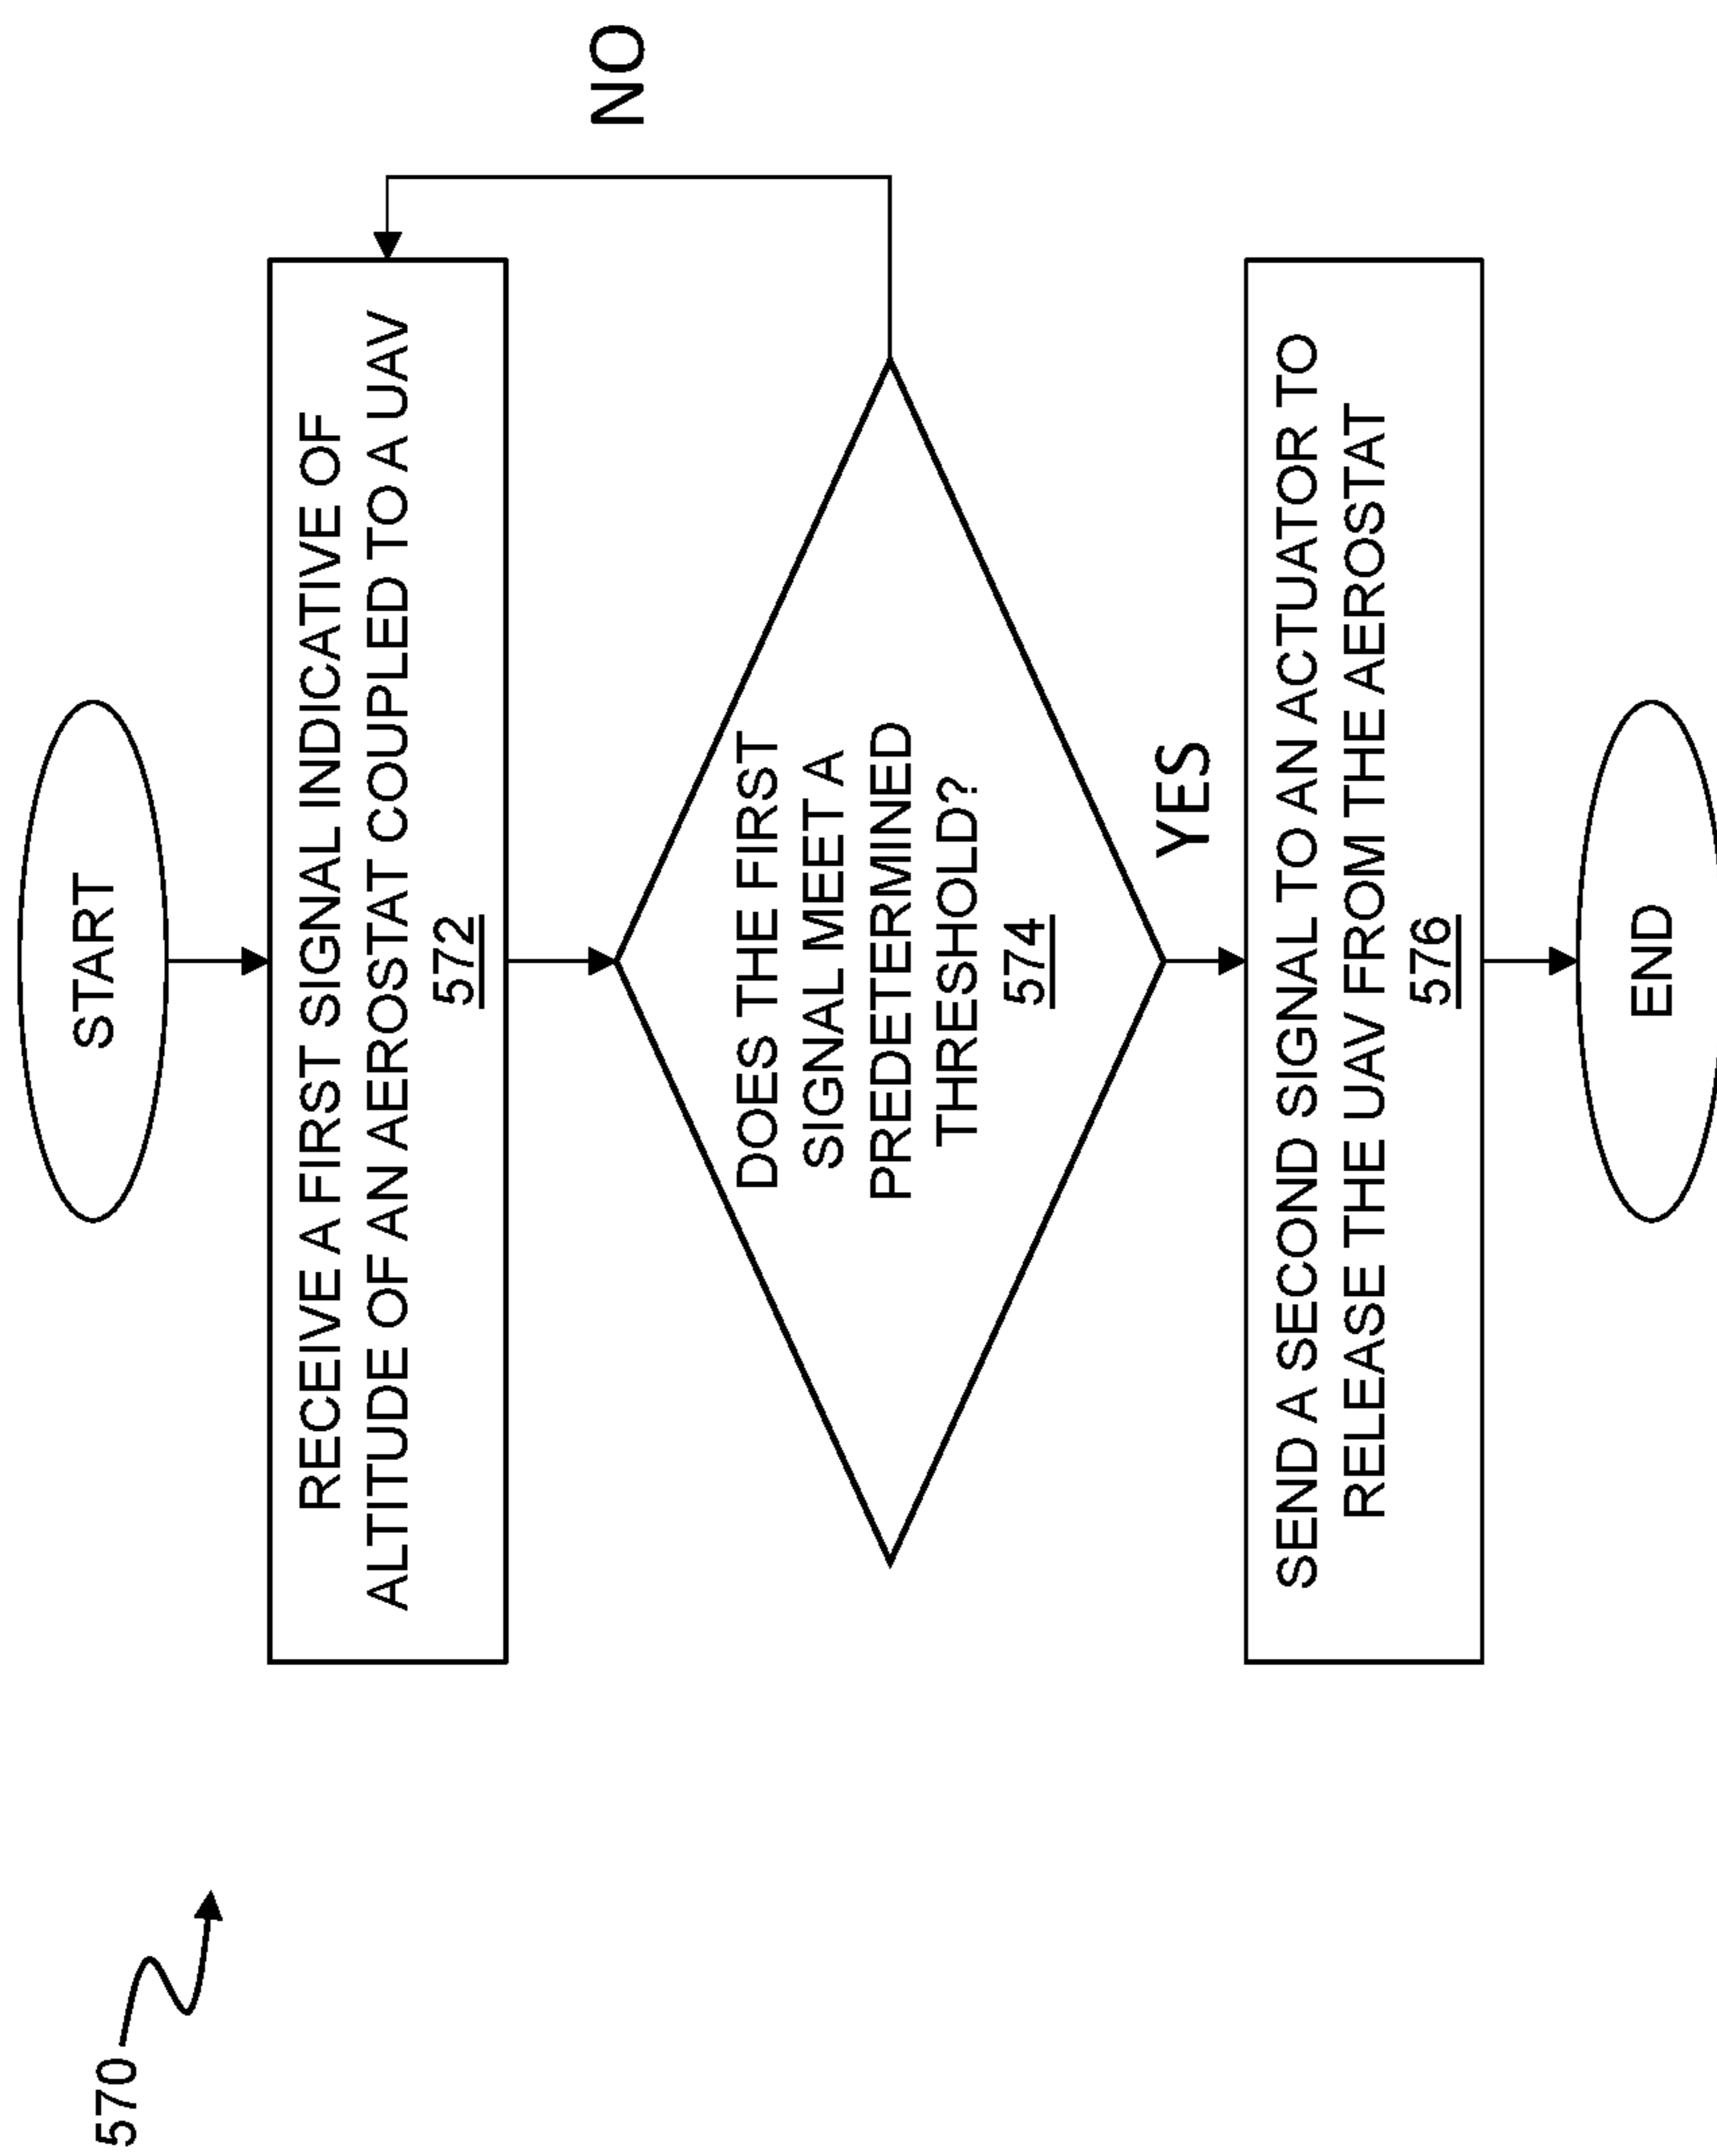 570
START
RECEIVE A FIRST SIGNAL INDICATIVE OF
ALTITUDE OF AN AEROSTAT COUPLED TO A UAV
572
DOES THE FIRST
SIGNAL MEET A
PREDETERMINED
THRESHOLD?
574
NO
YES
SEND A SECOND SIGNAL TO AN ACTUATOR TO
RELEASE THE UAV FROM THE AEROSTAT
576
END